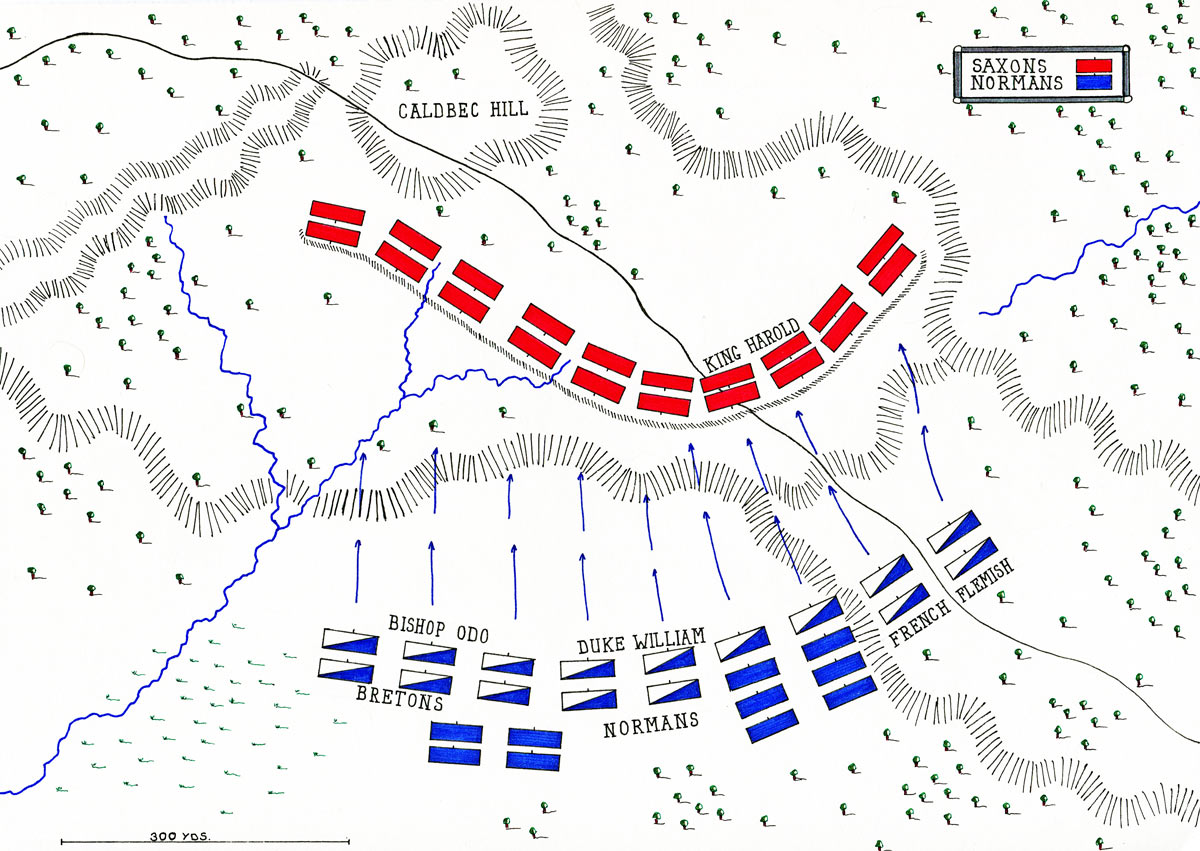 SAXONS
NORMANS
CALDBEC HILL
KING HAROLD
FRENCH FLEMISH
BISHOP ODO
DUKE WILLIAM
BRETONS
NORMANS
300 YDS.